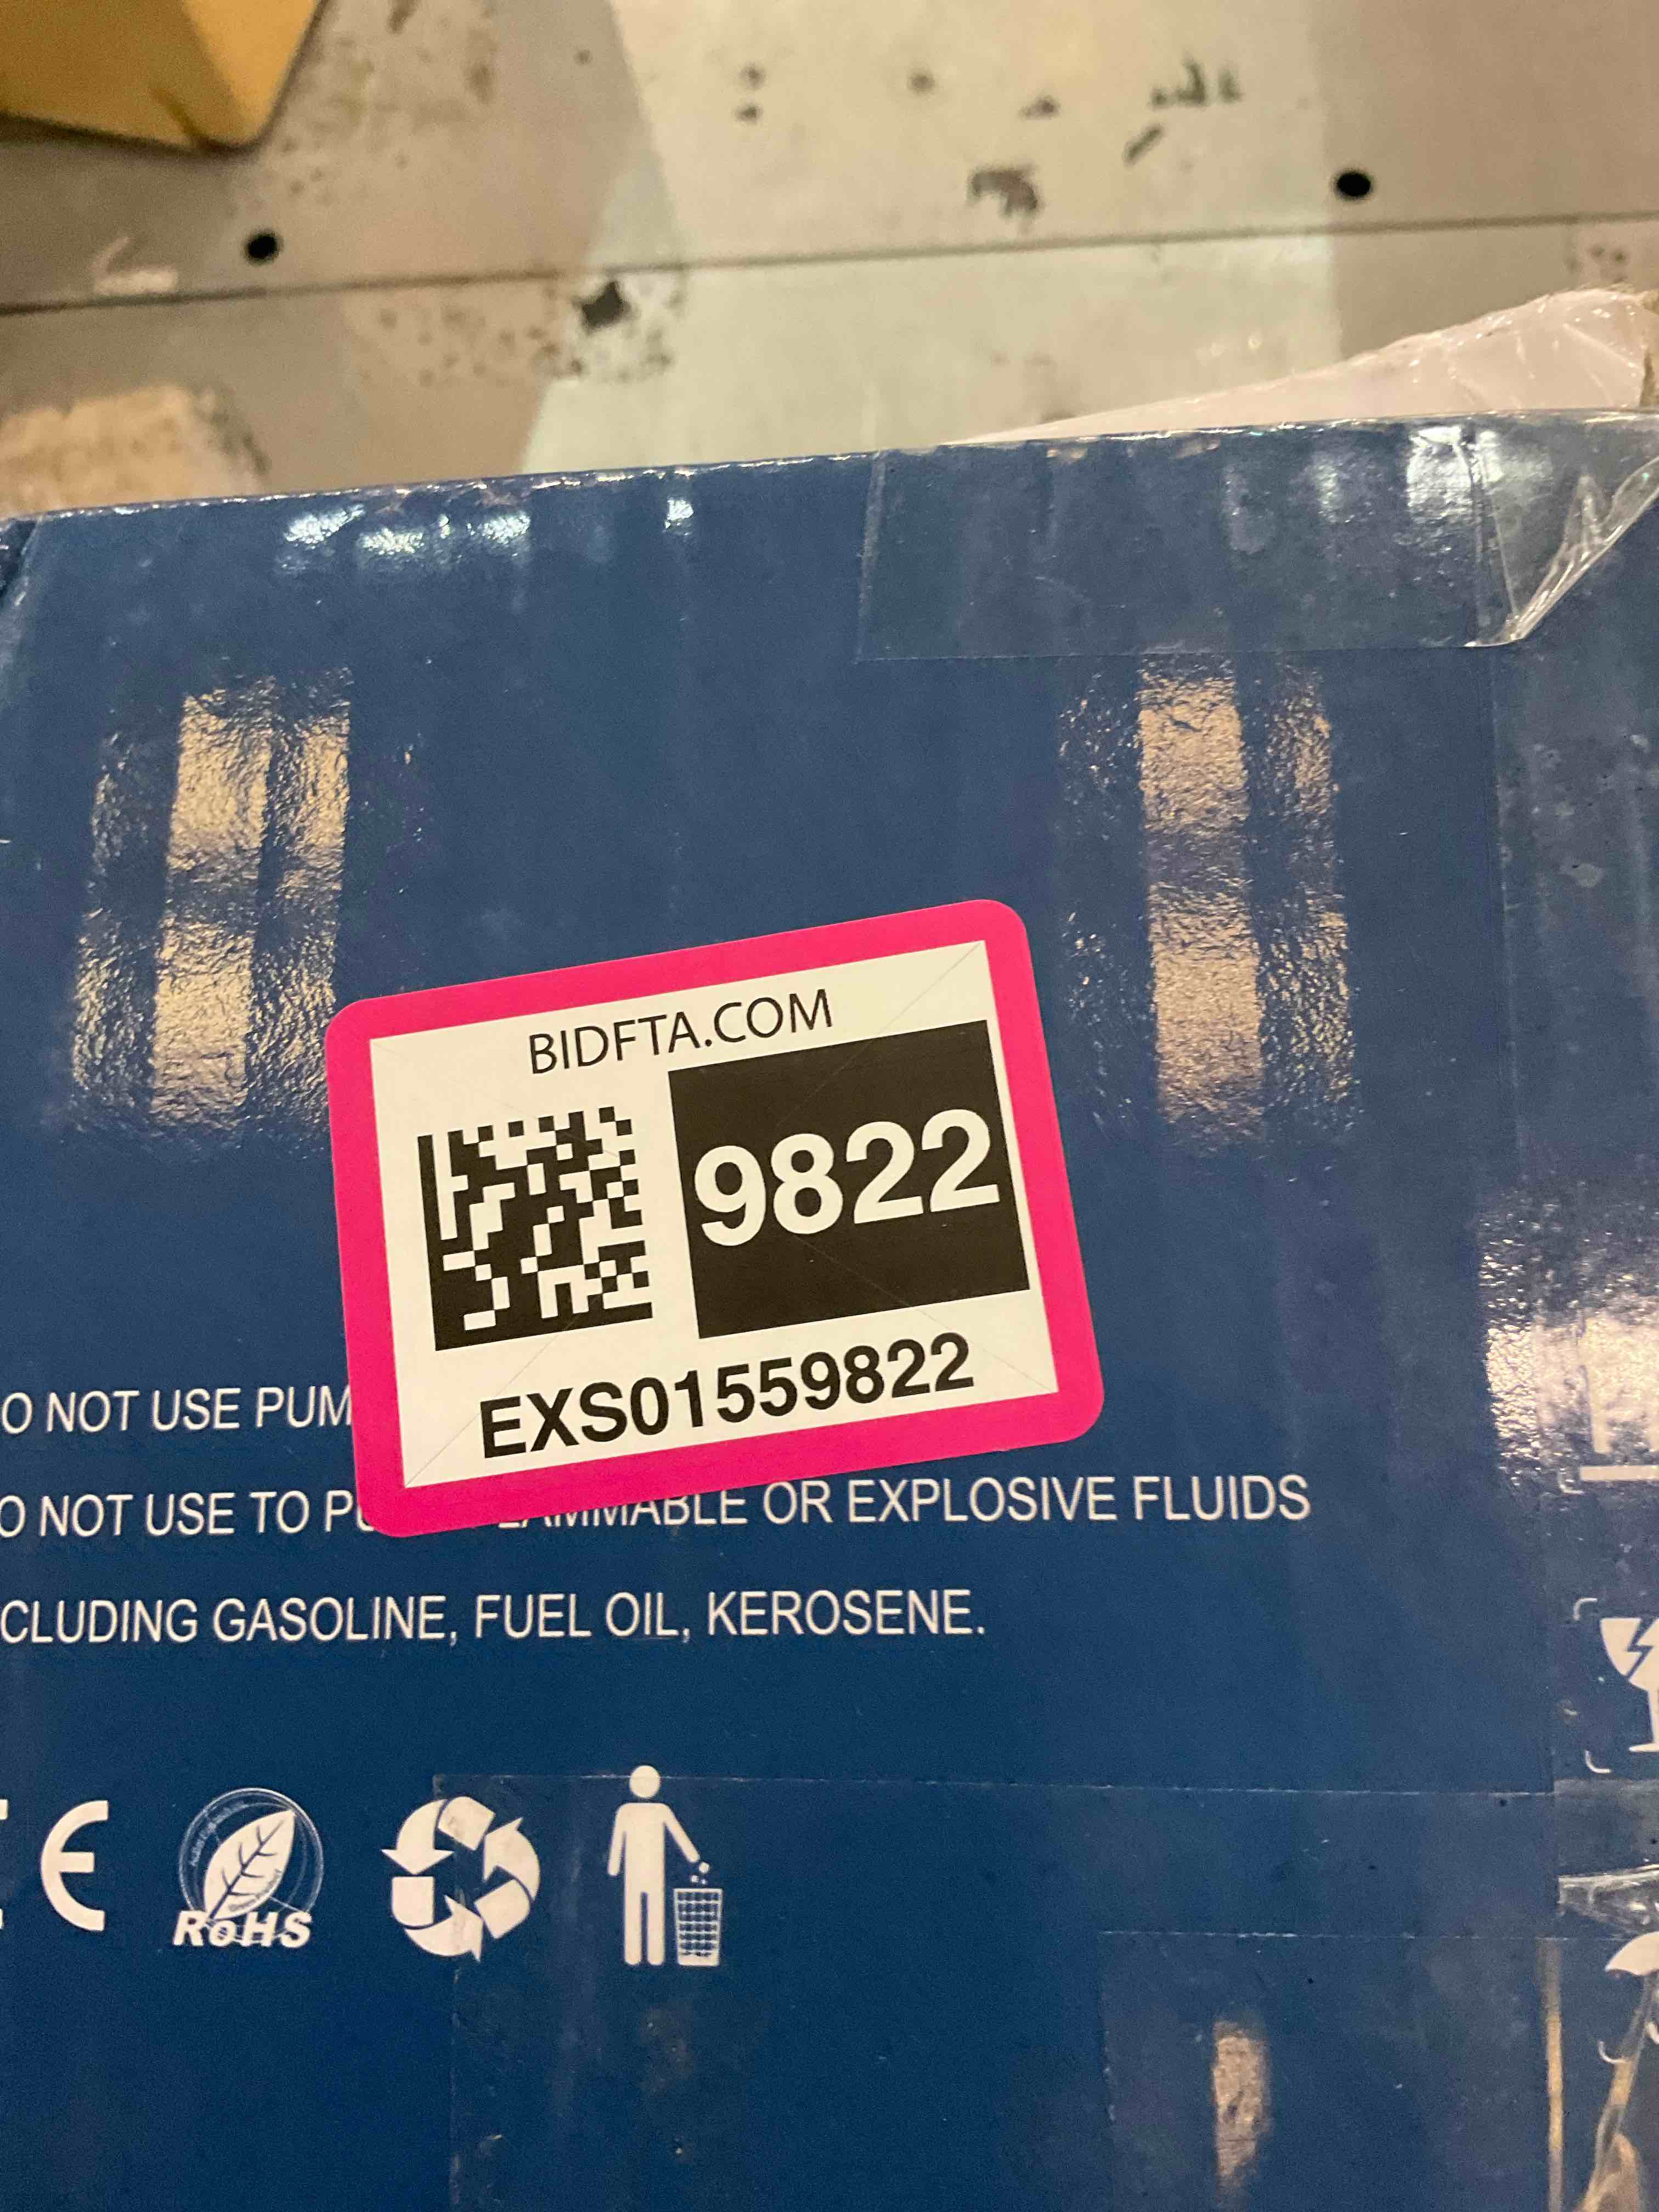 BIDFTA.COM
9822
EXS01559822
O NOT USE PUM
O NOT USE TO PU LAMMABLE OR EXPLOSIVE FLUIDS
CLUDING GASOLINE, FUEL OIL, KEROSENE.
CE
RoHS